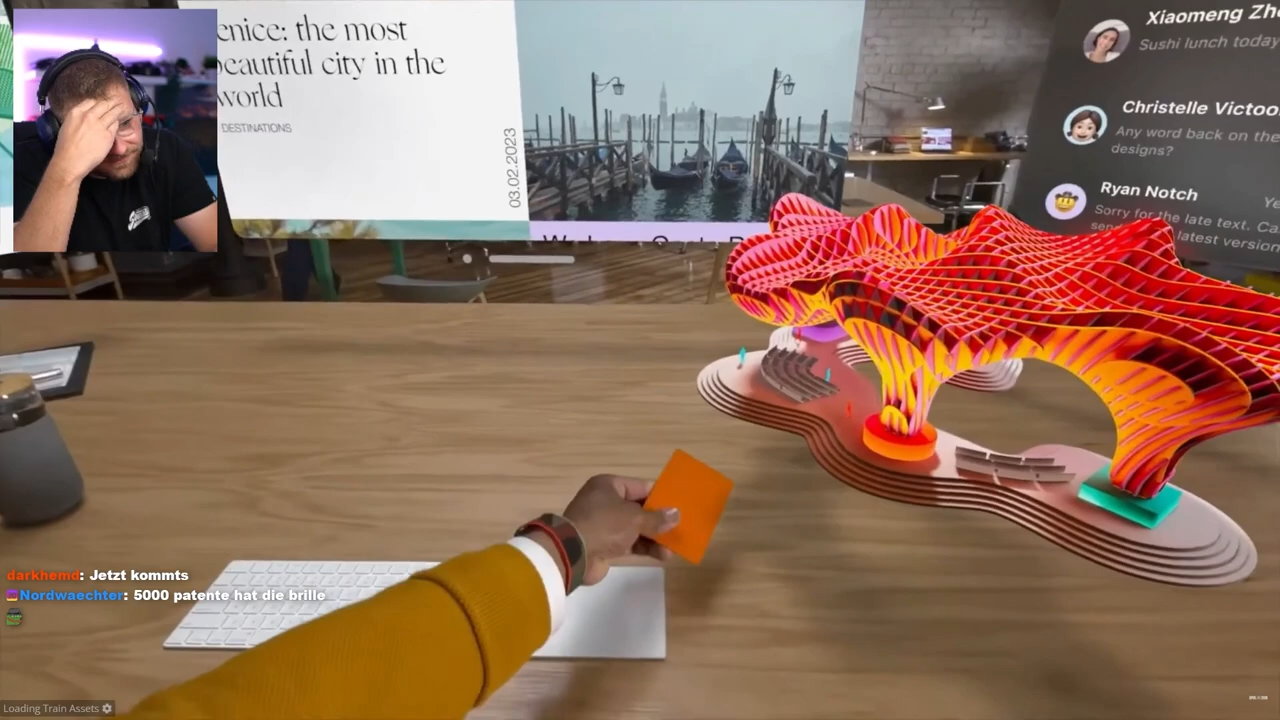 enice: the most
beautiful city in the
world
DESTINATIONS
03.02.2023
Xiaomeng Zh
Sushi lunch today
Christelle Victo
Any word back on the
designs?
Ryan Notch
Ye
Sorry for the late text. Ca
latest version
darkhemd: Jetzt kommts
Nordwaechter: 5000 patente hat die brille
Loading Train Assets